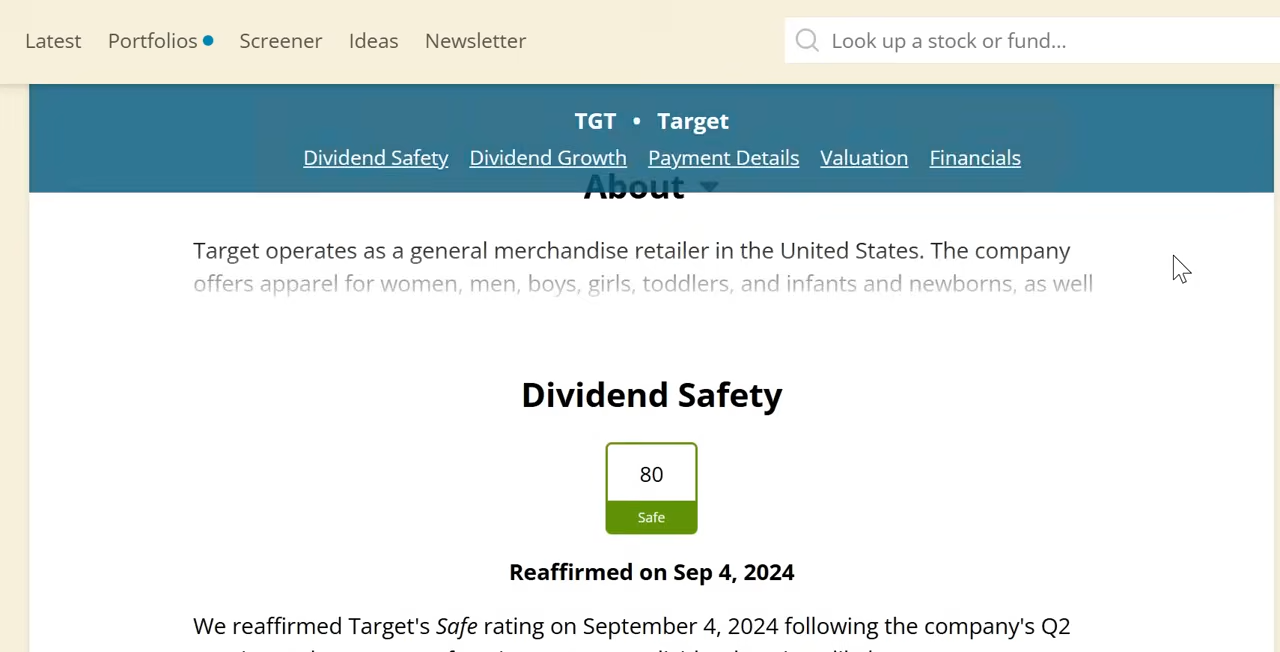 Latest Portfolios Screener Ideas Newsletter Look up a stock or fund...
TGT • Target
Dividend Safety Dividend Growth Payment Details Valuation Financials
About
Target operates as a general merchandise retailer in the United States. The company
offers apparel for women, men, boys, girls, toddlers, and infants and newborns, as well
Dividend Safety
80
Safe
Reaffirmed on Sep 4, 2024
We reaffirmed Target's Safe rating on September 4, 2024 following the company's Q2